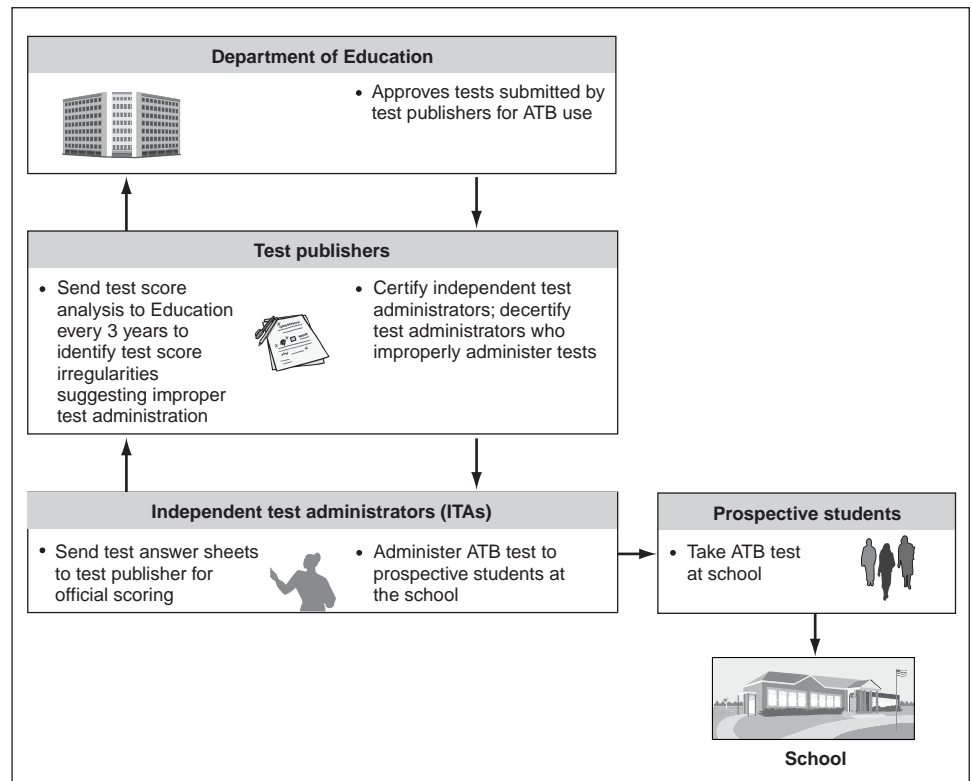 Department of Education
• Approves tests submitted by
test publishers for ATB use
Test publishers
• Send test score
analysis to Education
every 3 years to
identify test score
irregularities
suggesting improper
test administration
• Certify independent test
administrators; decertify
test administrators who
improperly administer tests
Independent test administrators (ITAs)
• Send test answer sheets
to test publisher for
official scoring
• Administer ATB test to
prospective students at
the school
Prospective students
• Take ATB test
at school
School